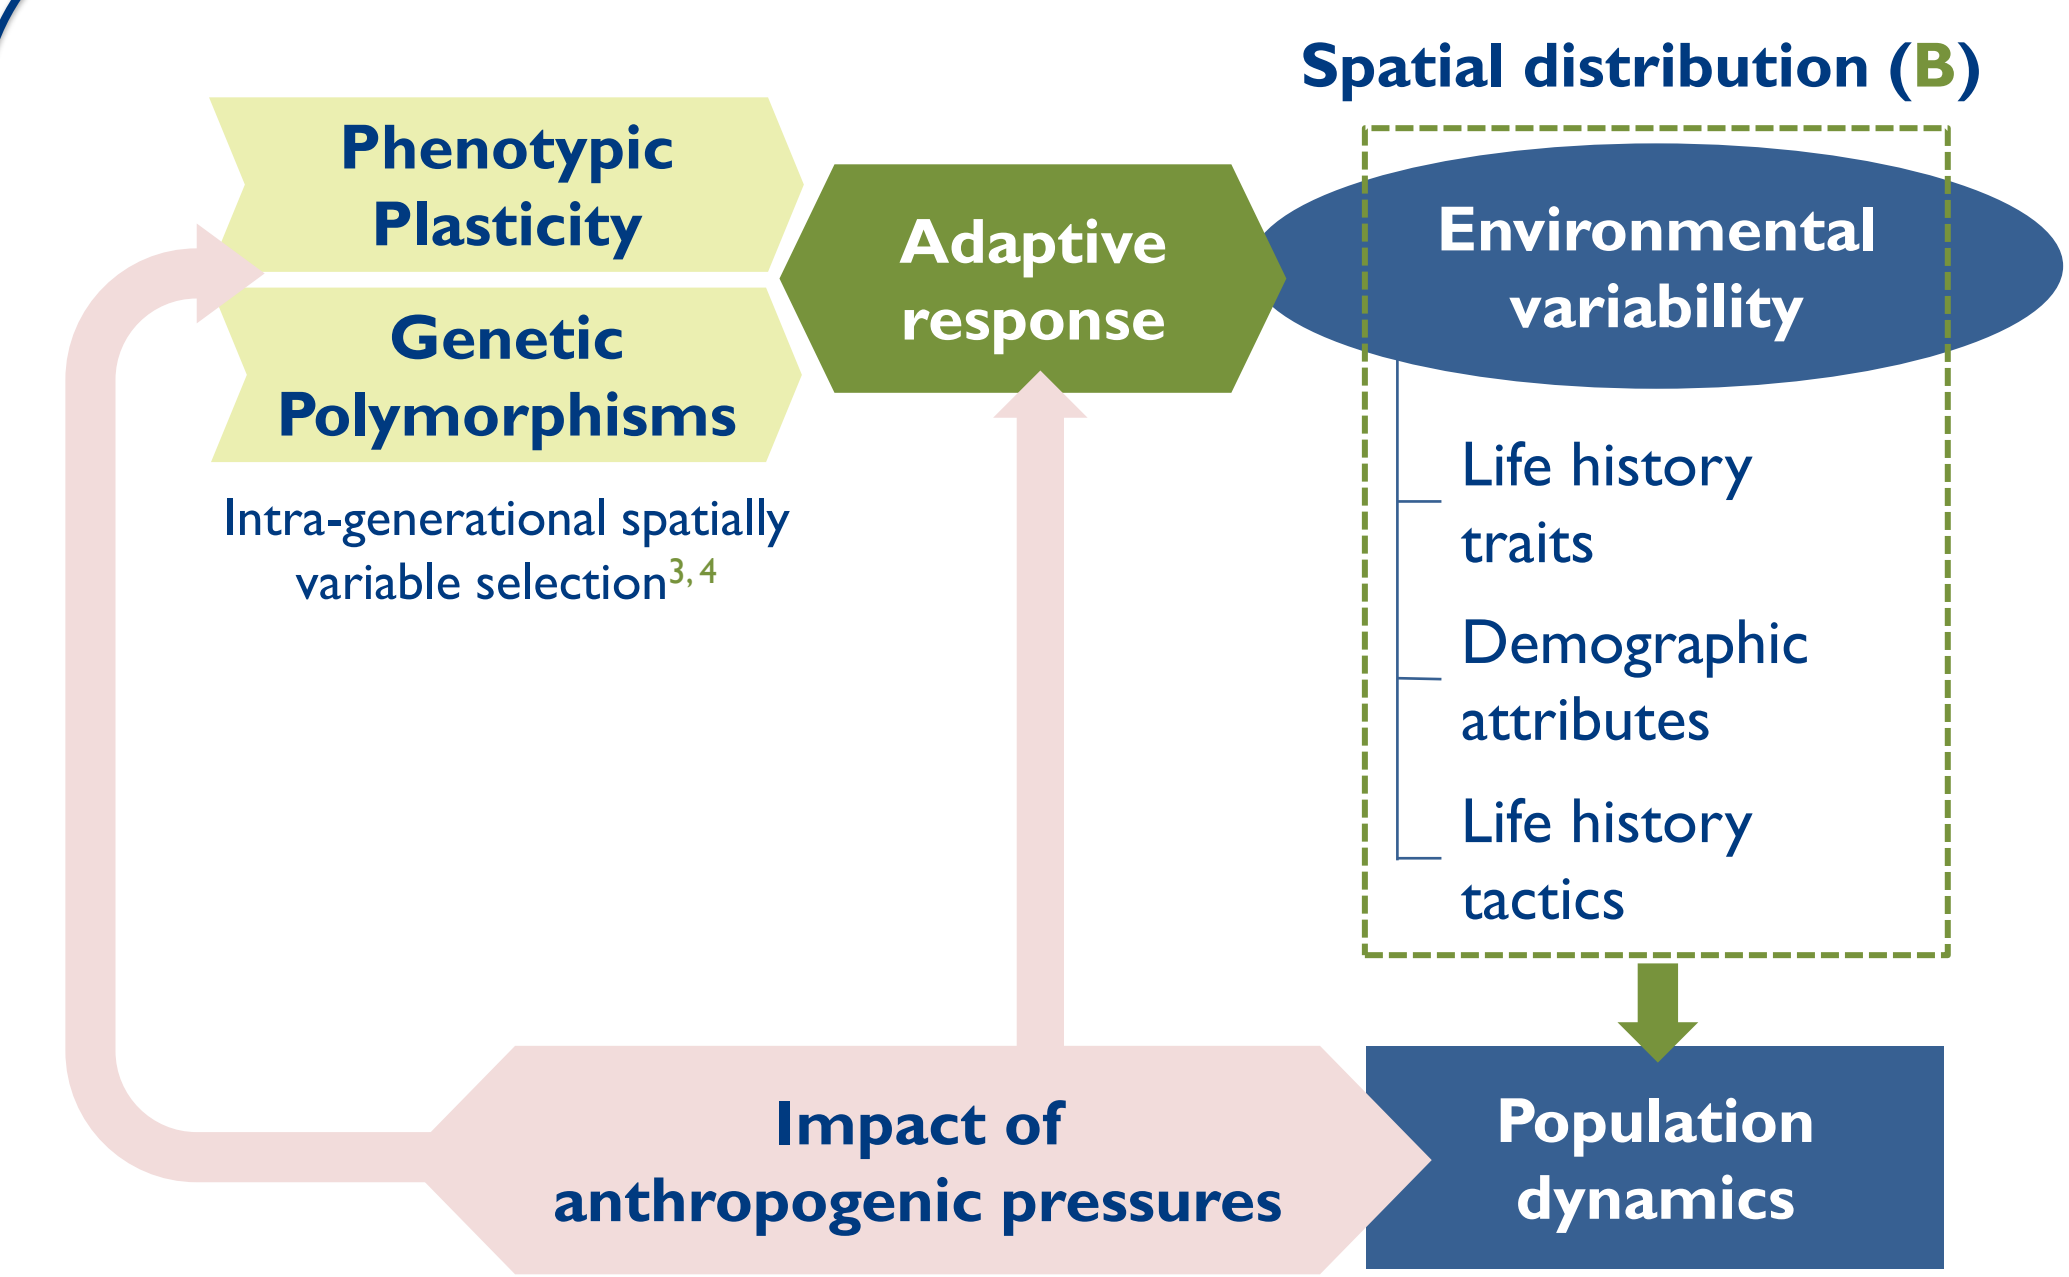 Spatial distribution (B)
Phenotypic
Plasticity
Genetic
Polymorphisms
Intra-generational spatially
variable selection3, 4
Adaptive
response
Environmental
variability
Life history
traits
Demographic
attributes
Life history
tactics
Impact of
anthropogenic pressures
Population
dynamics